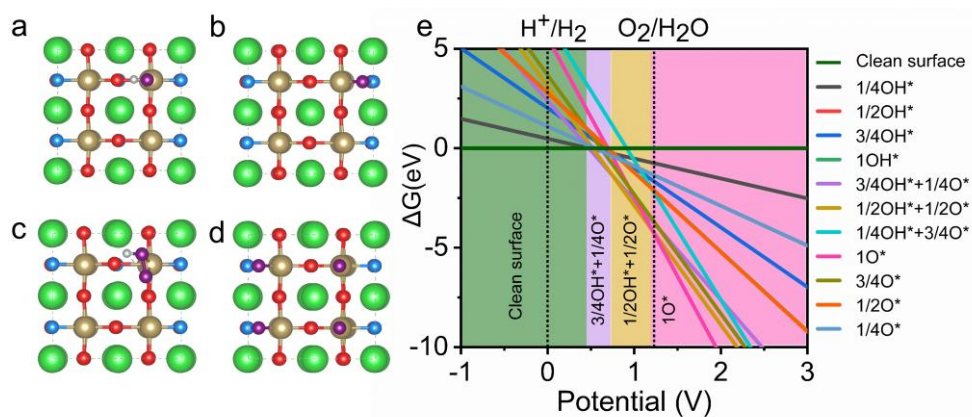 a
b
c
d
e
H⁺/H₂
O₂/H₂O
5
0
-5
-10
ΔG(eV)
Clean surface
3/4OH*+1/4O*
1/2OH*+1/2O*
1O*
-1
0
1
2
3
Potential (V)
Clean surface
1/4OH*
1/2OH*
3/4OH*
1OH*
3/4OH*+1/4O*
1/2OH*+1/2O*
1/4OH*+3/4O*
1O*
3/4O*
1/2O*
1/4O*